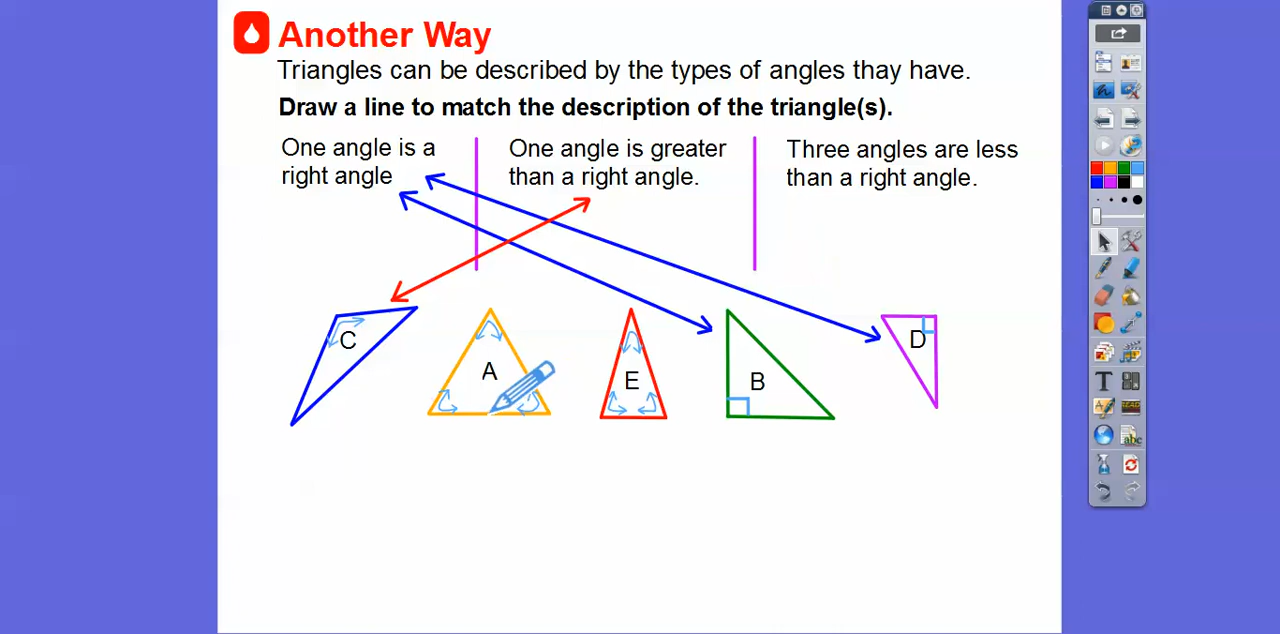 Another Way
Triangles can be described by the types of angles thay have.
Draw a line to match the description of the triangle(s).
One angle is a
right angle
One angle is greater
than a right angle.
Three angles are less
than a right angle.
C
A
E
B
D